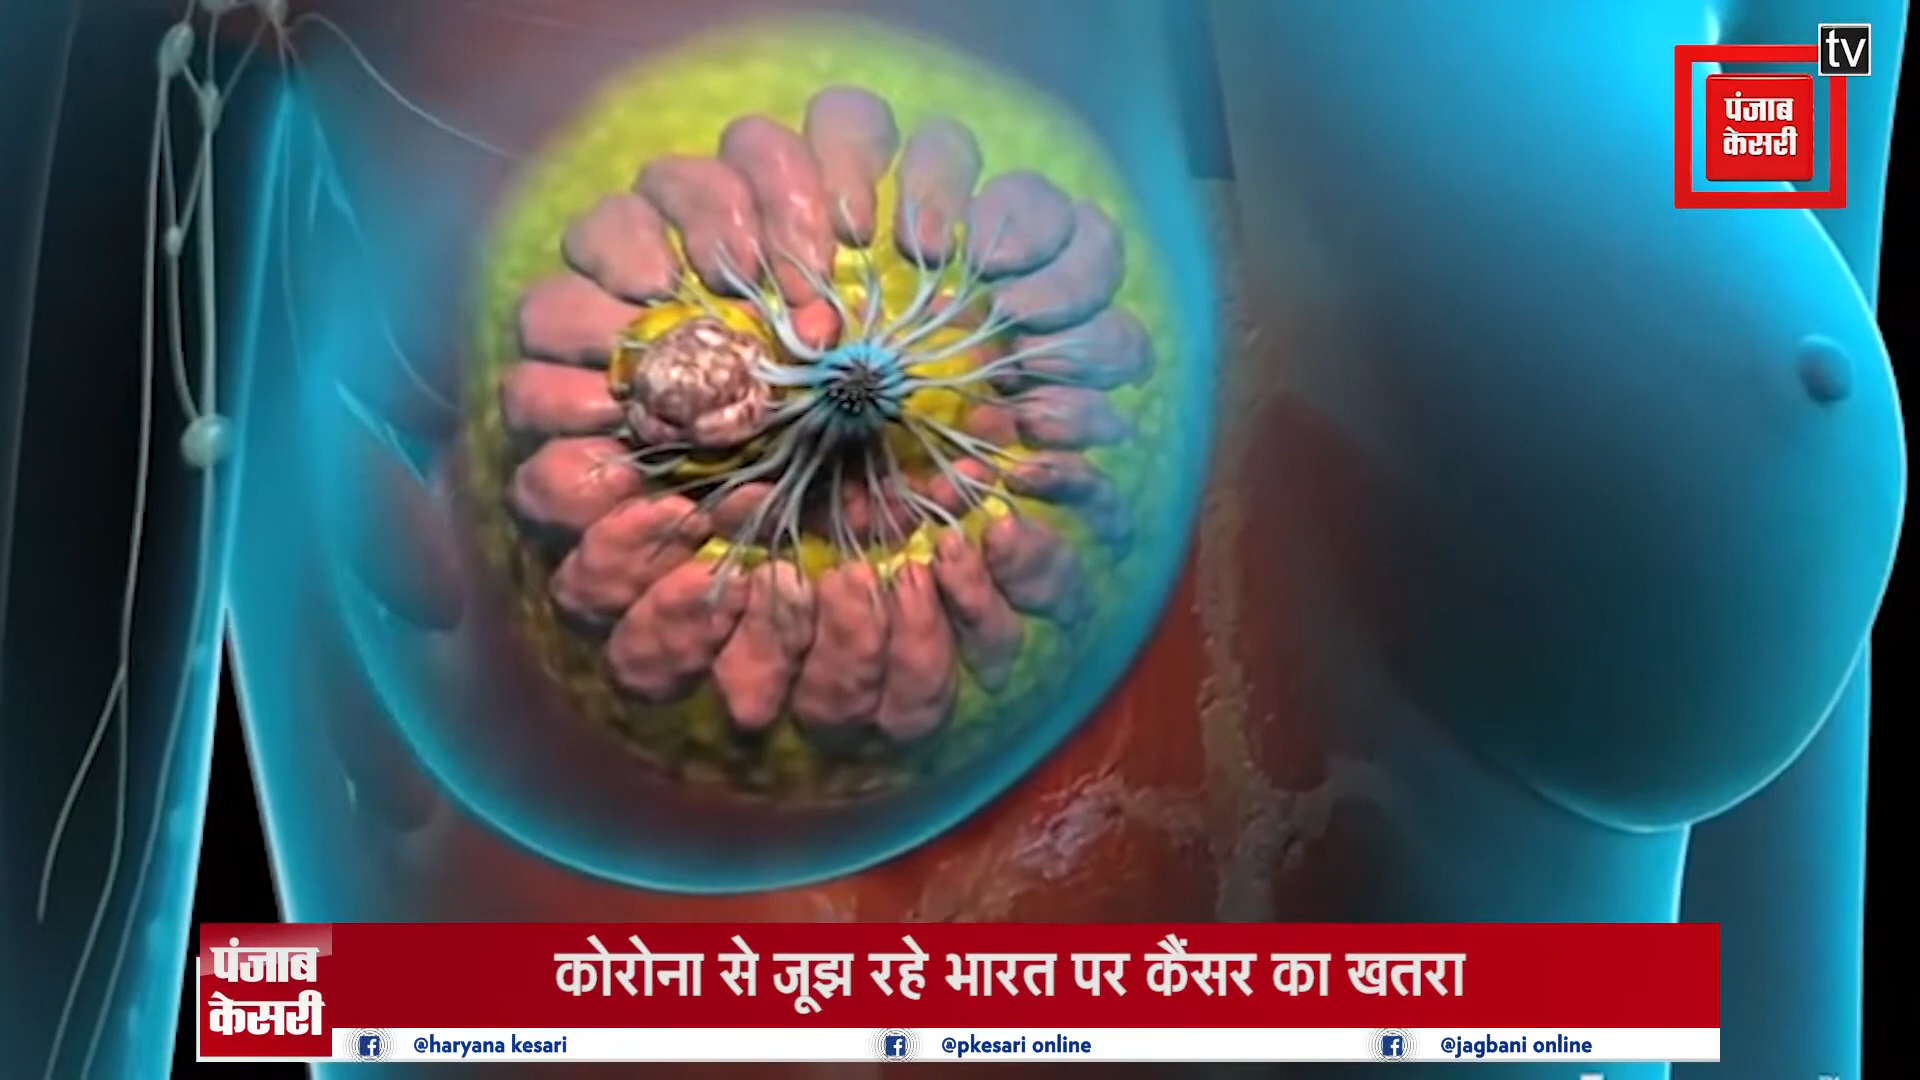 tv
पंजाब
केसरी
पंजाब
केसरी
कोरोना से जूझ रहे भारत पर कैंसर का खतरा
@haryana kesari
@pkesari online
@jagbani online